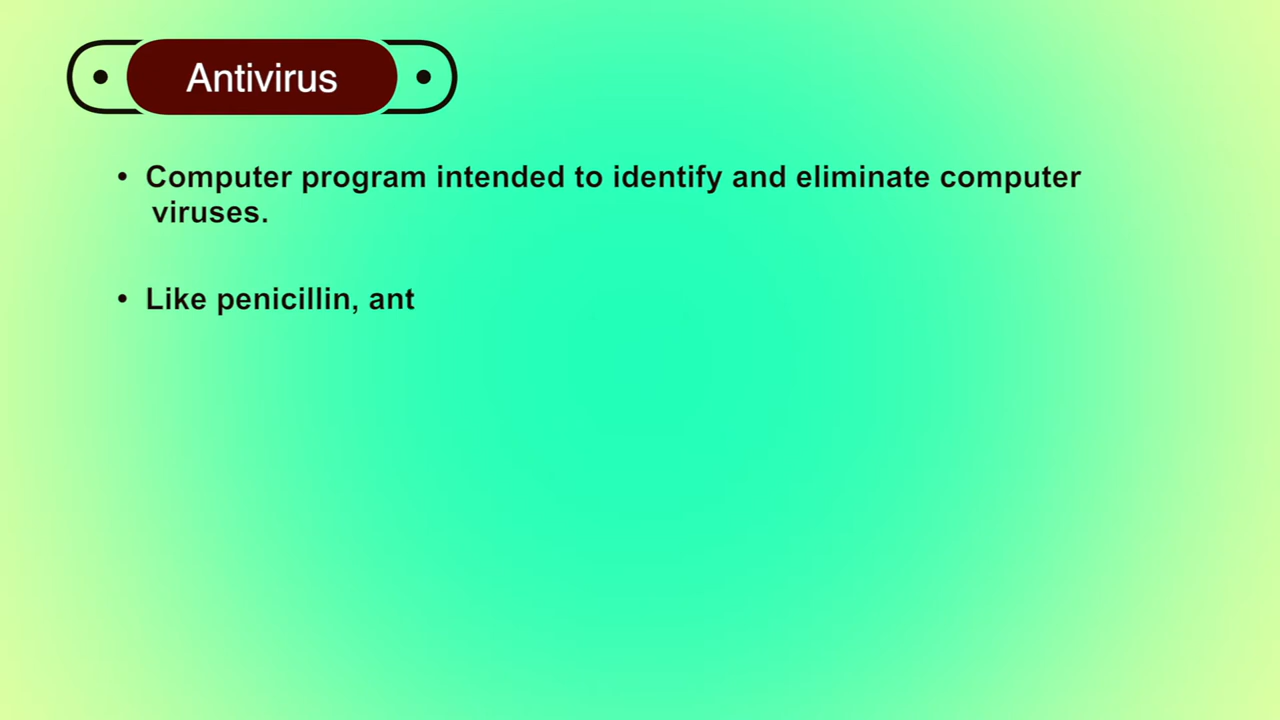 Antivirus
• Computer program intended to identify and eliminate computer
viruses.
• Like penicillin, ant